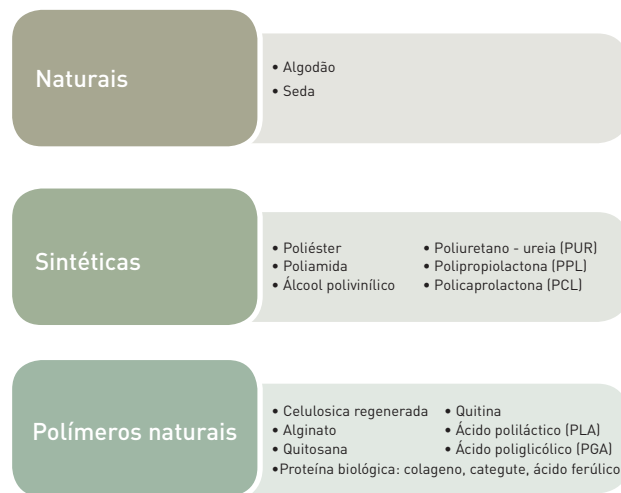 Naturais
• Algodão
• Seda
Sintéticas
• Poliéster
• Poliamida
• Álcool polivinílico
• Poliuretano - ureia (PUR)
• Polipropiolactona (PPL)
• Policaprolactona (PCL)
Polímeros naturais
• Celulosica regenerada
• Alginato
• Quitosana
• Quitina
• Ácido poliláctico (PLA)
• Ácido poliglicólico (PGA)
•Proteína biológica: colageno, categute, ácido ferúlico